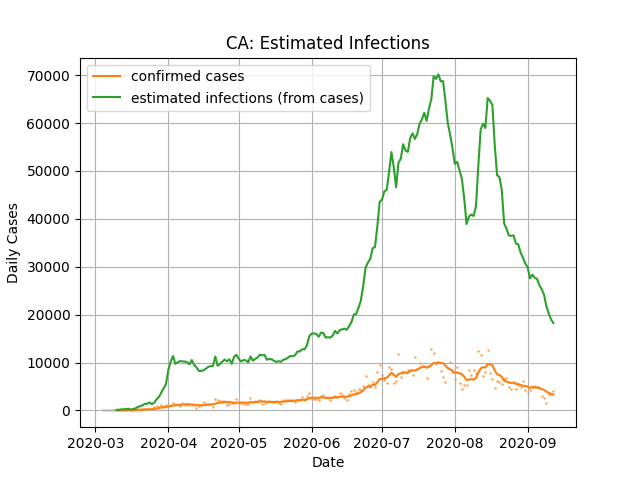 CA: Estimated Infections
confirmed cases
estimated infections (from cases)
70000
60000
50000
40000
30000
20000
10000
0
Daily Cases
2020-03 2020-04 2020-05 2020-06 2020-07 2020-08 2020-09
Date